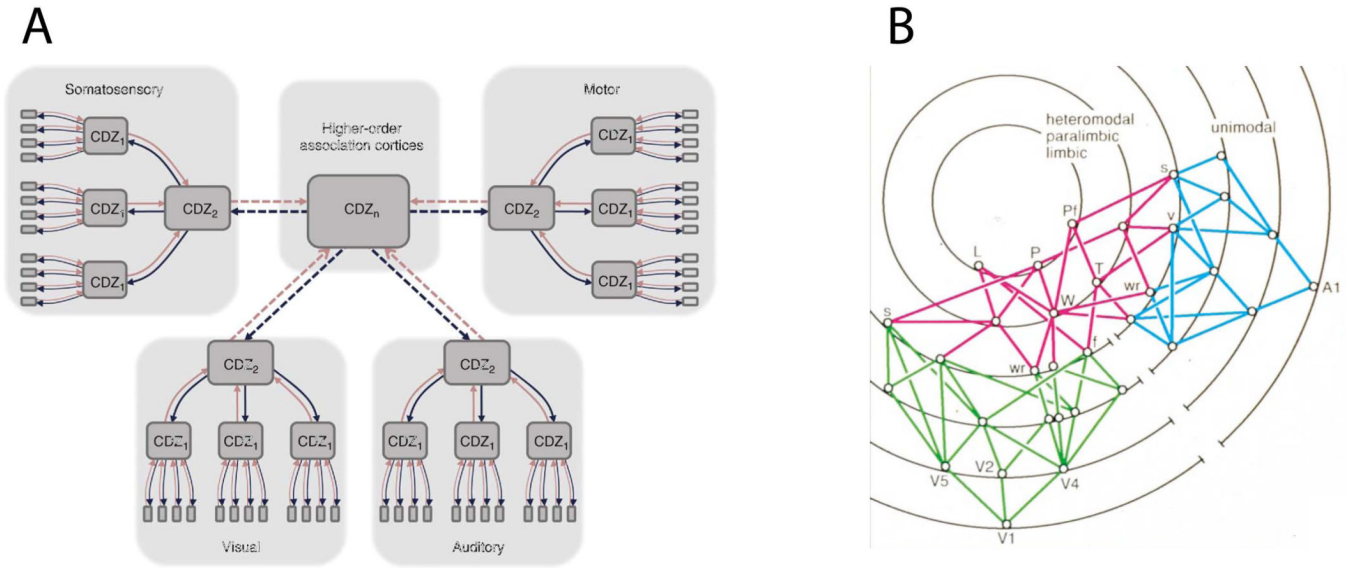 A
B
Somatosensory
Higher-order
association cortices
Motor
CDZ1
CDZ1
CDZ1
CDZ2
CDZn
CDZ2
CDZ1
CDZ1
CDZ1
CDZ2
CDZ1
CDZ1
CDZ1
Visual
CDZ2
CDZ1
CDZ1
CDZ1
Auditory
heteromodal
paralimbic
limbic
unimodal
s
Pf
v
L
P
T
wr
A1
W
s
f
wr
V5
V2
V4
V1